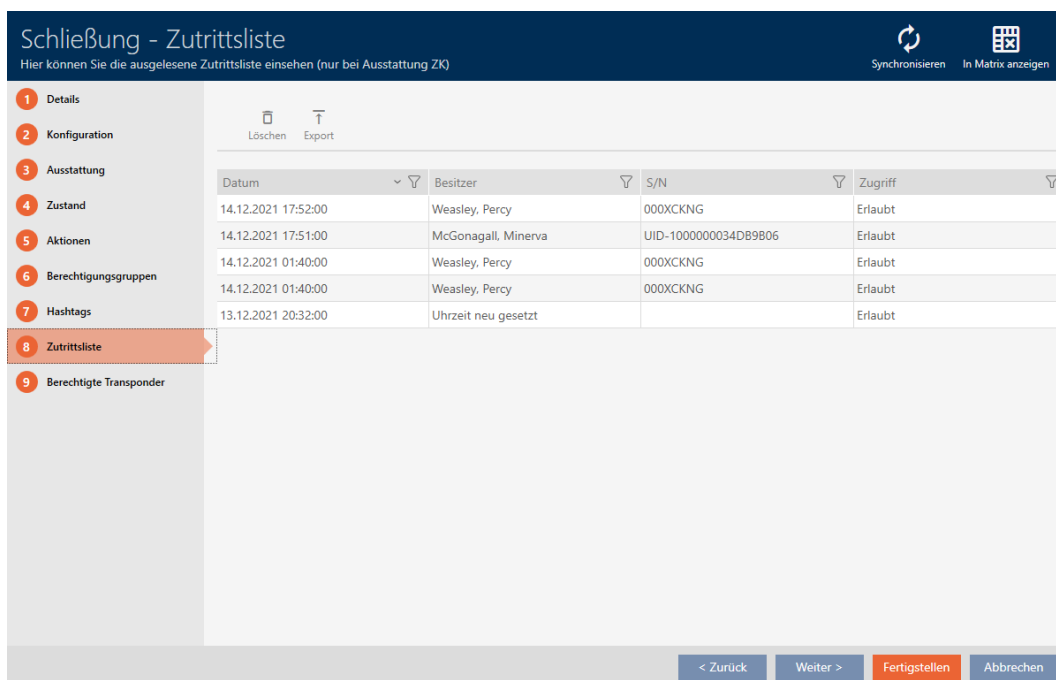 Schließung - Zutrittsliste
Hier können Sie die ausgelesene Zutrittsliste einsehen (nur bei Ausstattung ZK)
Synchronisieren In Matrix anzeigen
1 Details
2 Konfiguration
3 Ausstattung
4 Zustand
5 Aktionen
6 Berechtigungsgruppen
7 Hashtags
8 Zutrittsliste
9 Berechtigte Transponder
Löschen Export
Datum Besitzer S/N Zugriff
14.12.2021 17:52:00 Weasley, Percy 000XCKNG Erlaubt
14.12.2021 17:51:00 McGonagall, Minerva UID-1000000034DB9B06 Erlaubt
14.12.2021 01:40:00 Weasley, Percy 000XCKNG Erlaubt
14.12.2021 01:40:00 Weasley, Percy 000XCKNG Erlaubt
13.12.2021 20:32:00 Uhrzeit neu gesetzt Erlaubt
< Zurück Weiter > Fertigstellen Abbrechen